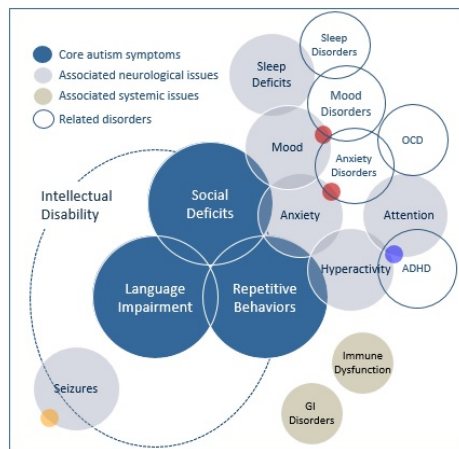 Core autism symptoms
Associated neurological issues
Associated systemic issues
Related disorders
Sleep
Disorders
Sleep
Deficits
Mood
Disorders
Mood
OCD
Anxiety
Disorders
Intellectual
Disability
Social
Deficits
Anxiety
Attention
Hyperactivity
ADHD
Language
Impairment
Repetitive
Behaviors
Immune
Dysfunction
Seizures
GI
Disorders